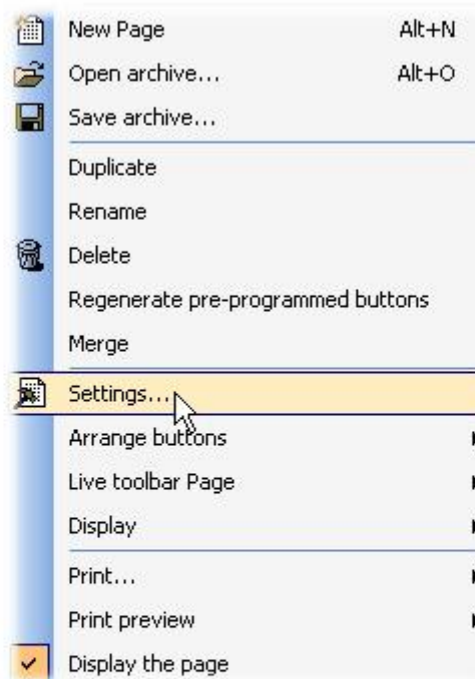 New Page Alt+N
Open archive... Alt+O
Save archive...
Duplicate
Rename
Delete
Regenerate pre-programmed buttons
Merge
Settings...
Arrange buttons
Live toolbar Page
Display
Print...
Print preview
Display the page